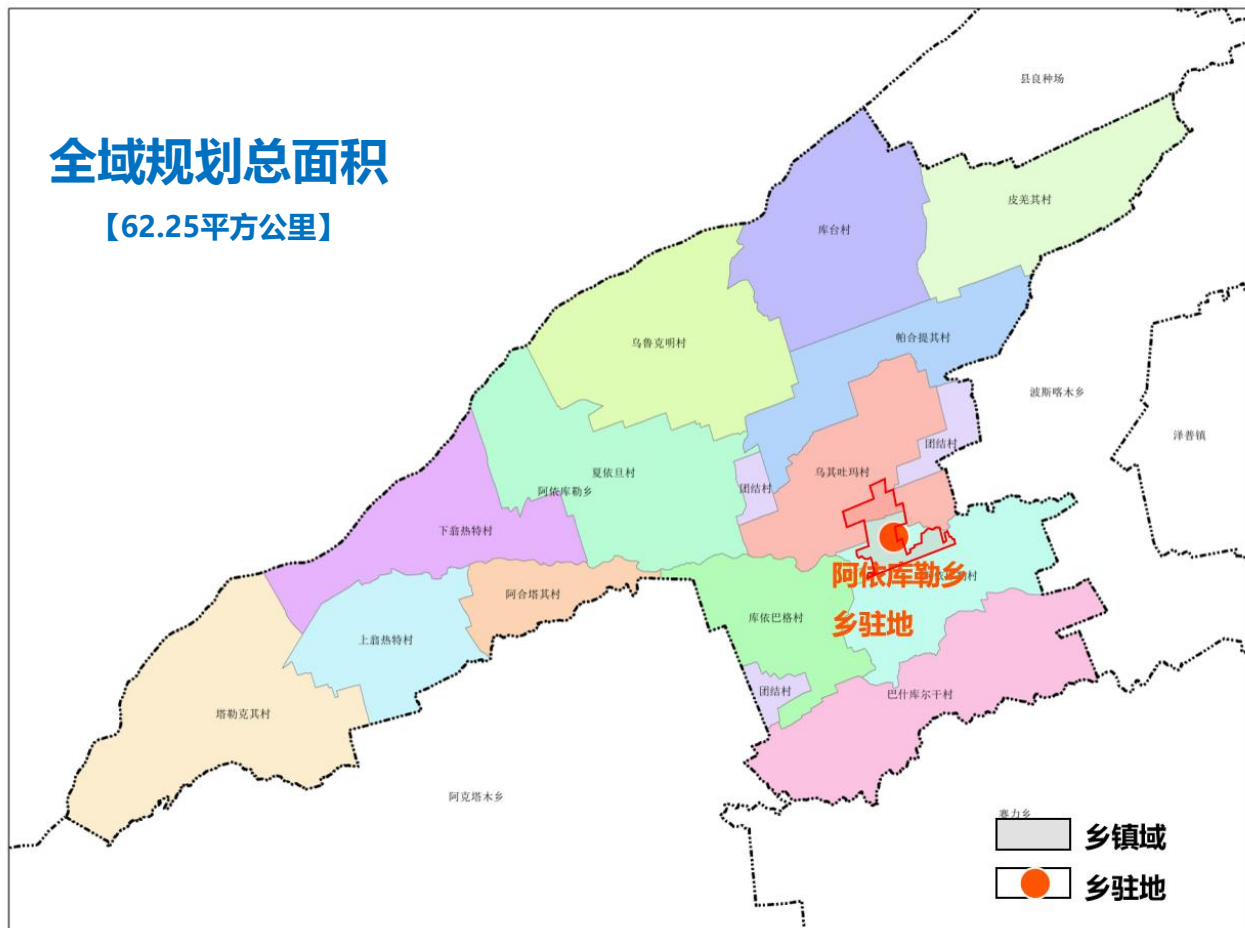 县良种场
全域规划总面积
【62.25平方公里】
皮羌其村
库台村
乌鲁克明村
帕合提其村
波斯喀木乡
泽普镇
团结村
夏依旦村
乌其吐玛村
团结村
阿依库勒乡
下翁热特村
阿依库勒乡
阿合塔其村
库依巴格村
乡驻地
上翁热特村
团结村
巴什库尔干村
塔勒克其村
阿克塔木乡
赛力乡
乡镇域
乡驻地